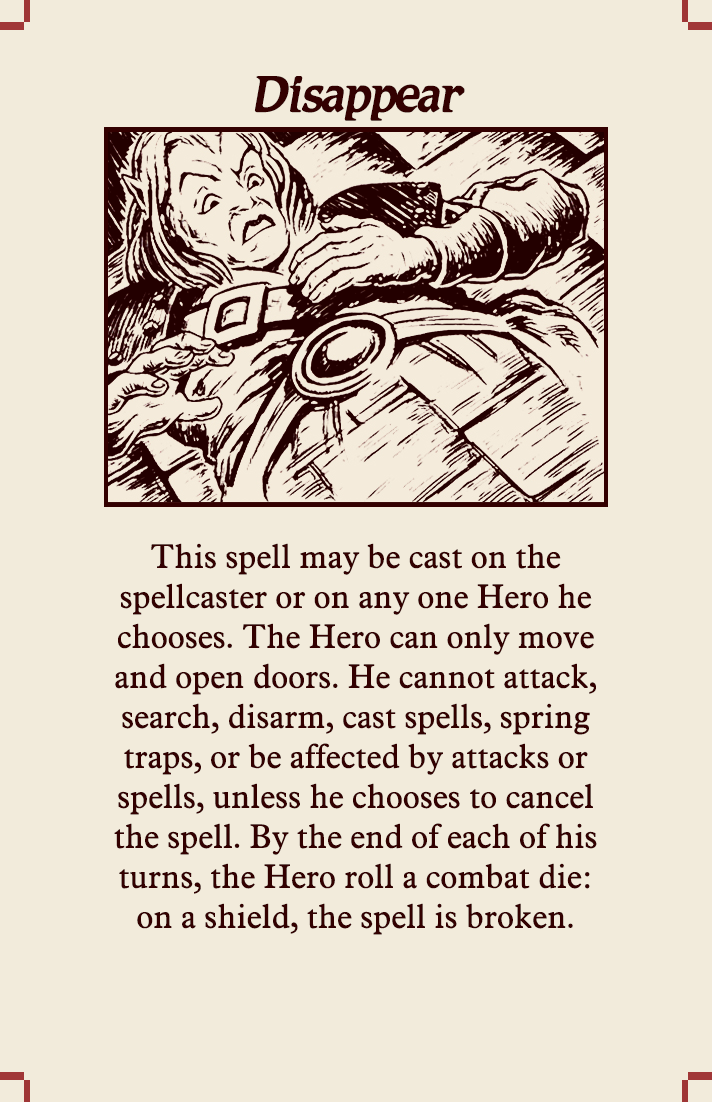 Disappear
This spell may be cast on the
spellcaster or on any one Hero he
chooses. The Hero can only move
and open doors. He cannot attack,
search, disarm, cast spells, spring
traps, or be affected by attacks or
spells, unless he chooses to cancel
the spell. By the end of each of his
turns, the Hero roll a combat die:
on a shield, the spell is broken.